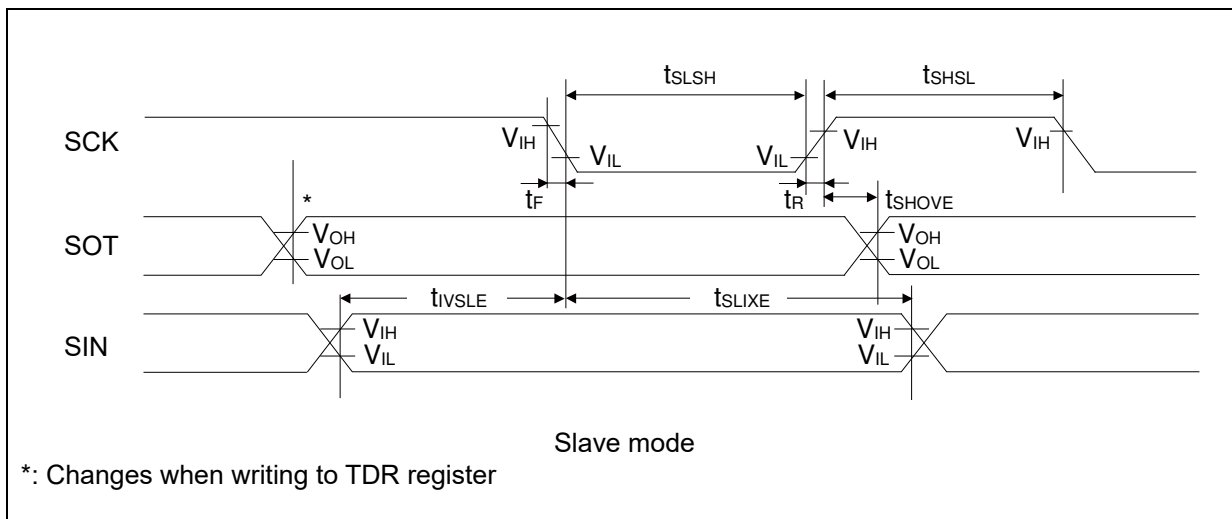 tSLSH tSHSL
SCK VIH VIL VIL VIH VIH
tF tR tSHOVE
*
SOT VOH VOL VOH VOL
tIVSLE tSLIXE
SIN VIH VIL VIH VIL
Slave mode
*: Changes when writing to TDR register